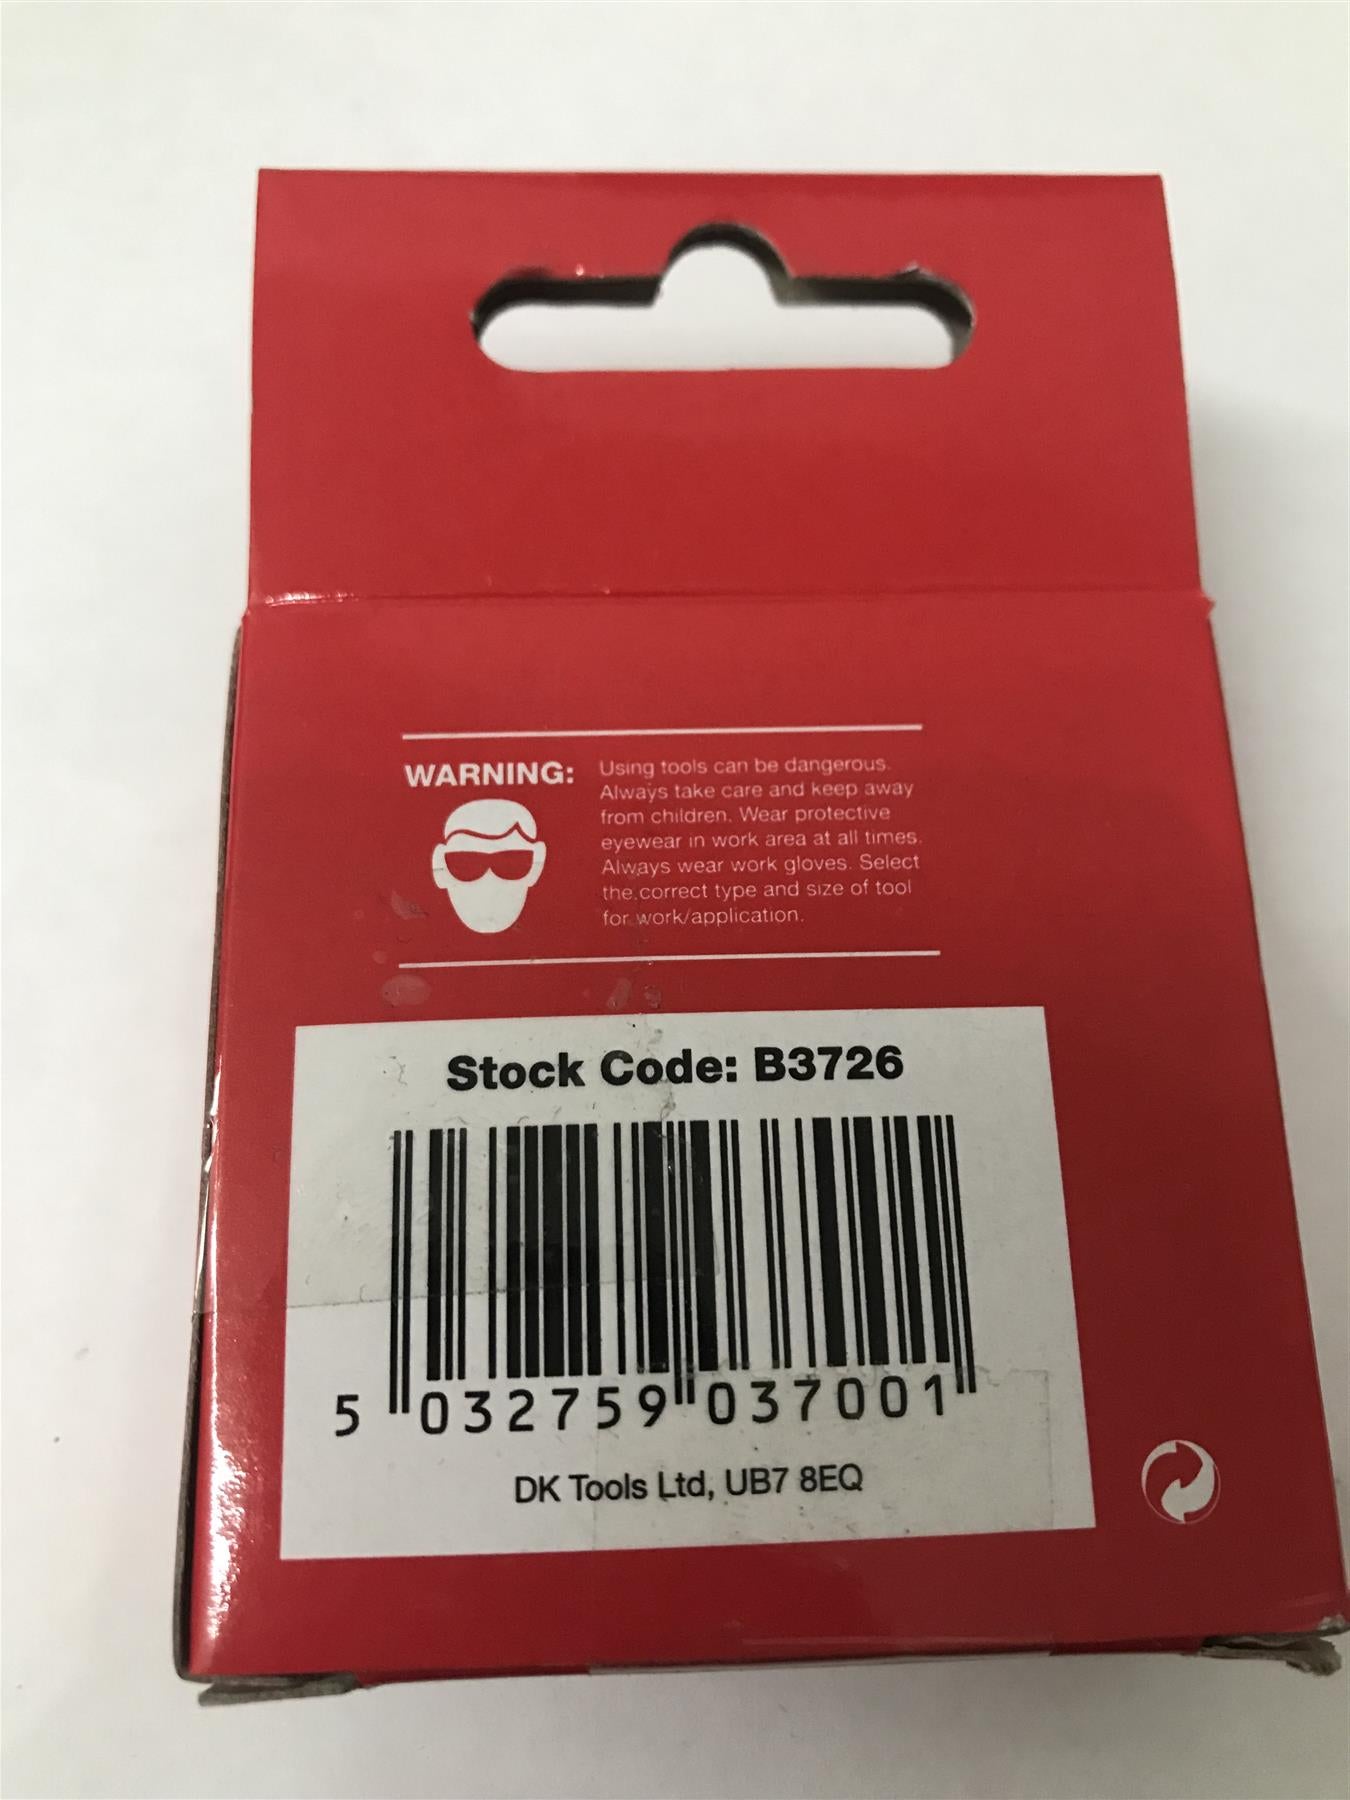 WARNING:
Using tools can be dangerous.
Always take care and keep away
from children. Wear protective
eyewear in work area at all times.
Always wear work gloves. Select
the correct type and size of tool
for work/application.
Stock Code: B3726
5 032759 037001
DK Tools Ltd, UB7 8EQ